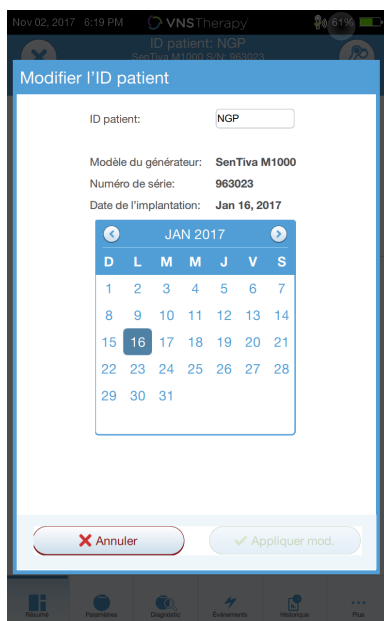 Nov 02, 2017 6:19 PM VNSTherapy 61%
ID patient: NGP
SenTiva M1000 S/N: 963023
Modifier l'ID patient
ID patient: NGP
Modèle du générateur: SenTiva M1000
Numéro de série: 963023
Date de l'implantation: Jan 16, 2017
JAN 2017
D L M M J V S
1 2 3 4 5 6 7
8 9 10 11 12 13 14
15 16 17 18 19 20 21
22 23 24 25 26 27 28
29 30 31
Annuler Appliquer mod.
Résumé Paramètres Diagnostic Événements Historique Plus